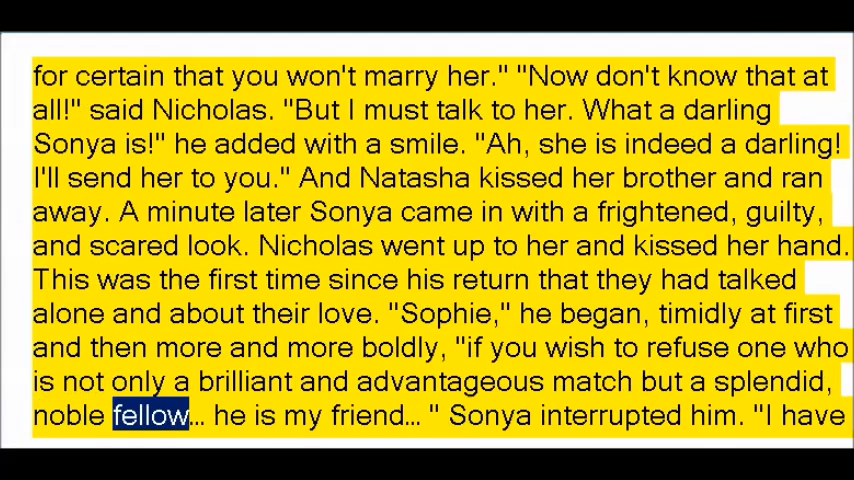 for certain that you won't marry her." "Now don't know that at
all!" said Nicholas. "But I must talk to her. What a darling
Sonya is!" he added with a smile. "Ah, she is indeed a darling!
I'll send her to you." And Natasha kissed her brother and ran
away. A minute later Sonya came in with a frightened, guilty,
and scared look. Nicholas went up to her and kissed her hand.
This was the first time since his return that they had talked
alone and about their love. "Sophie," he began, timidly at first
and then more and more boldly, "if you wish to refuse one who
is not only a brilliant and advantageous match but a splendid,
noble fellow... he is my friend... " Sonya interrupted him. "I have